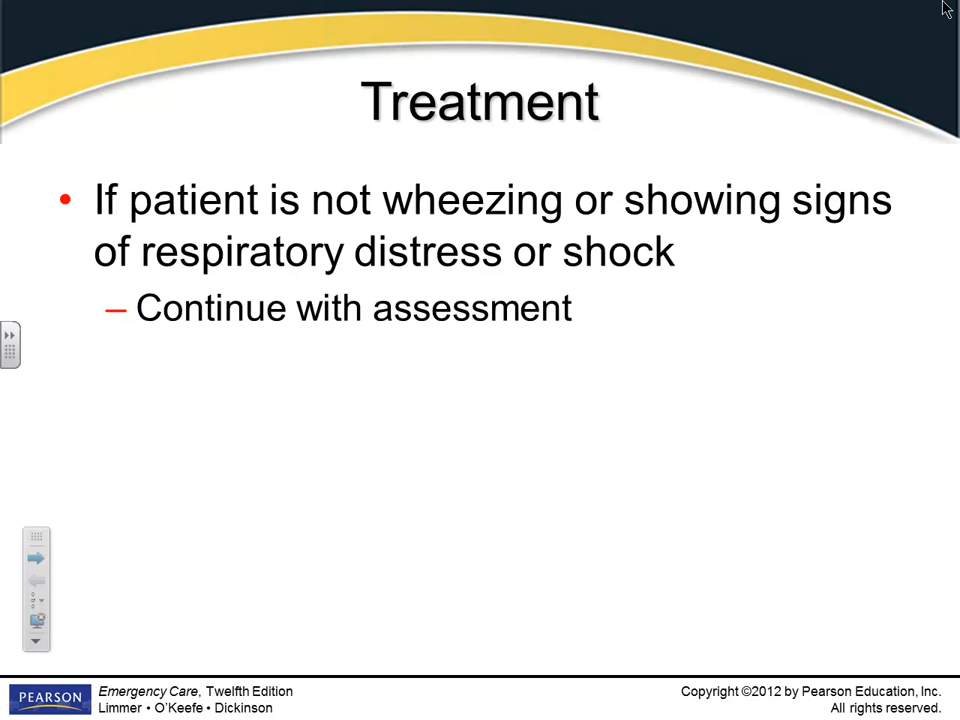 Treatment
• If patient is not wheezing or showing signs
of respiratory distress or shock
– Continue with assessment
PEARSON
Emergency Care, Twelfth Edition
Limmer • O’Keefe • Dickinson
Copyright ©2012 by Pearson Education, Inc.
All rights reserved.